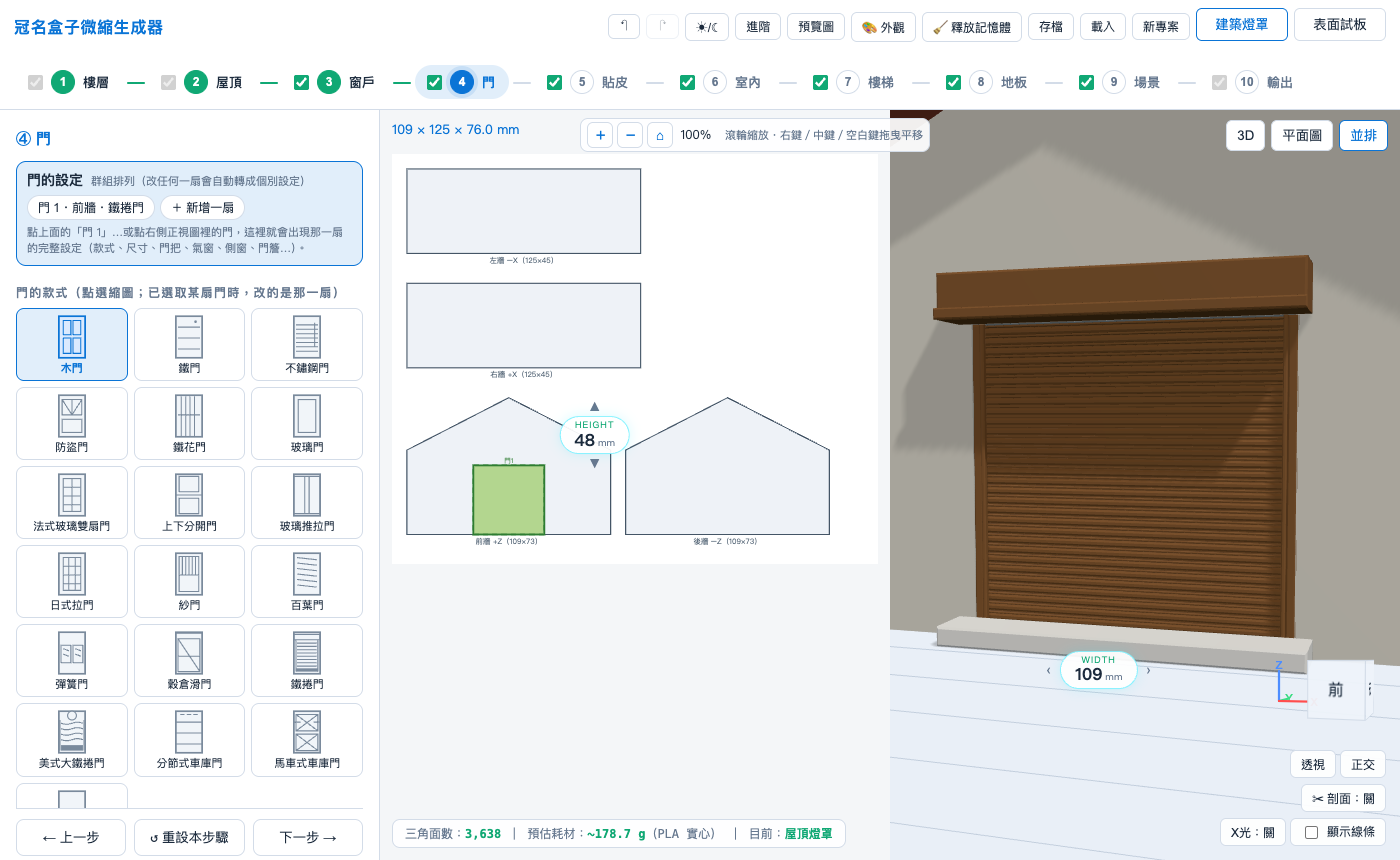 冠名盒子微縮生成器
↰
↱
☀/☾
進階
預覽圖
🎨 外觀
🧹 釋放記憶體
存檔
載入
新專案
建築燈罩
表面試板
1 樓層
2 屋頂
3 窗戶
4 門
5 貼皮
6 室內
7 樓梯
8 地板
9 場景
10 輸出
④ 門
門的設定 群組排列（改任何一扇會自動轉成個別設定）
門 1 · 前牆 · 鐵捲門
＋ 新增一扇
點上面的「門 1」…或點右側正視圖裡的門，這裡就會出現那一扇
的完整設定（款式、尺寸、門把、氣窗、側窗、門簷…）。
門的款式（點選縮圖；已選取某扇門時，改的是那一扇）
木門
鐵門
不鏽鋼門
防盜門
鐵花門
玻璃門
法式玻璃雙扇門
上下分開門
玻璃推拉門
日式拉門
紗門
百葉門
彈簧門
穀倉滑門
鐵捲門
美式大鐵捲門
分節式車庫門
馬車式車庫門
← 上一步
↺ 重設本步驟
下一步 →
109 × 125 × 76.0 mm
+
−
⌂
100%
滾輪縮放 · 右鍵 / 中鍵 / 空白鍵拖曳平移
左牆 −X（125×45）
右牆 +X（125×45）
HEIGHT
48 mm
門1
前牆 +Z（109×73）
後牆 −Z（109×73）
三角面數：3,638 | 預估耗材：~178.7 g (PLA 實心) | 目前：屋頂燈罩
3D
平面圖
並排
WIDTH
‹ 109 mm ›
Z
Y
前
透視
正交
✂ 剖面：關
X光：關
顯示線條